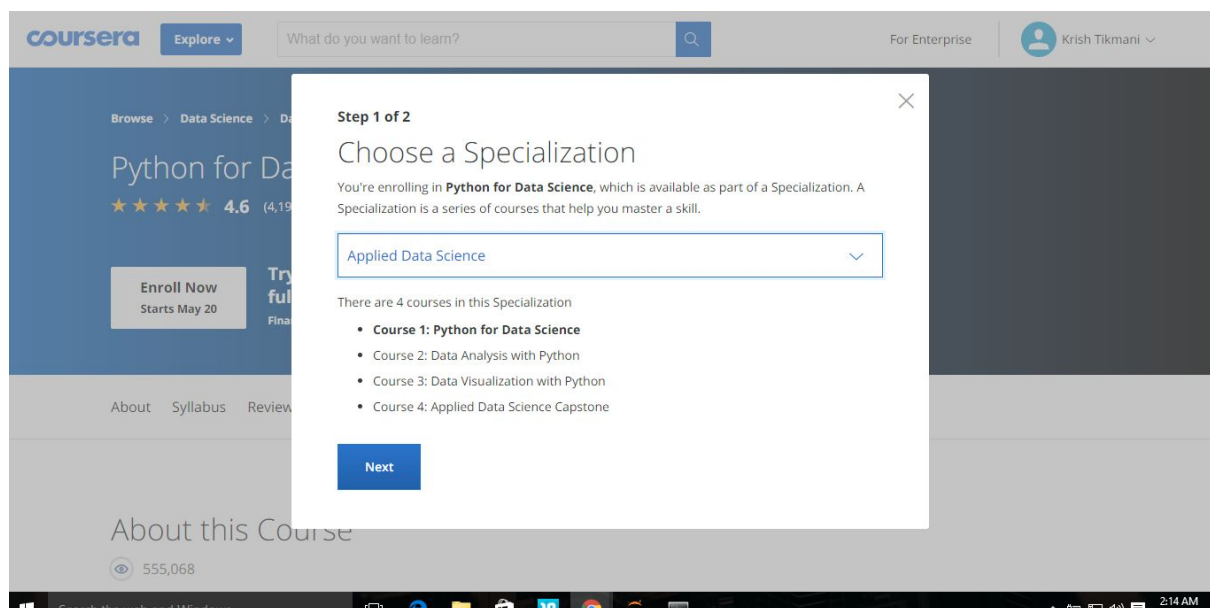 coursera
Explore
What do you want to learn?
For Enterprise
Krish Tikmani
Browse > Data Science >
Python for
4.6
Enroll Now
Starts May 20
About Syllabus
Step 1 of 2
Choose a Specialization
You're enrolling in Python for Data Science, which is available as part of a Specialization. A
Specialization is a series of courses that help you master a skill.
Applied Data Science
There are 4 courses in this Specialization
• Course 1: Python for Data Science
• Course 2: Data Analysis with Python
• Course 3: Data Visualization with Python
• Course 4: Applied Data Science Capstone
Next
About this Course
555,068
2:14 AM